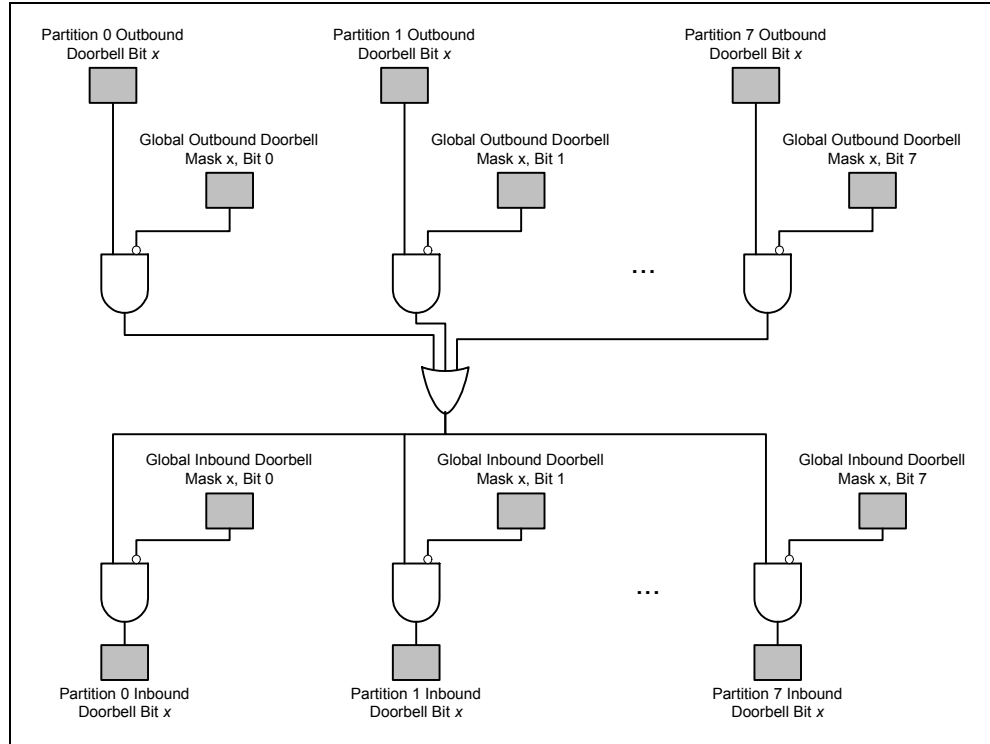 Partition 0 Outbound
Doorbell Bit x
Partition 1 Outbound
Doorbell Bit x
Partition 7 Outbound
Doorbell Bit x
Global Outbound Doorbell
Mask x, Bit 0
Global Outbound Doorbell
Mask x, Bit 1
Global Outbound Doorbell
Mask x, Bit 7
...
Global Inbound Doorbell
Mask x, Bit 0
Global Inbound Doorbell
Mask x, Bit 1
Global Inbound Doorbell
Mask x, Bit 7
...
Partition 0 Inbound
Doorbell Bit x
Partition 1 Inbound
Doorbell Bit x
Partition 7 Inbound
Doorbell Bit x